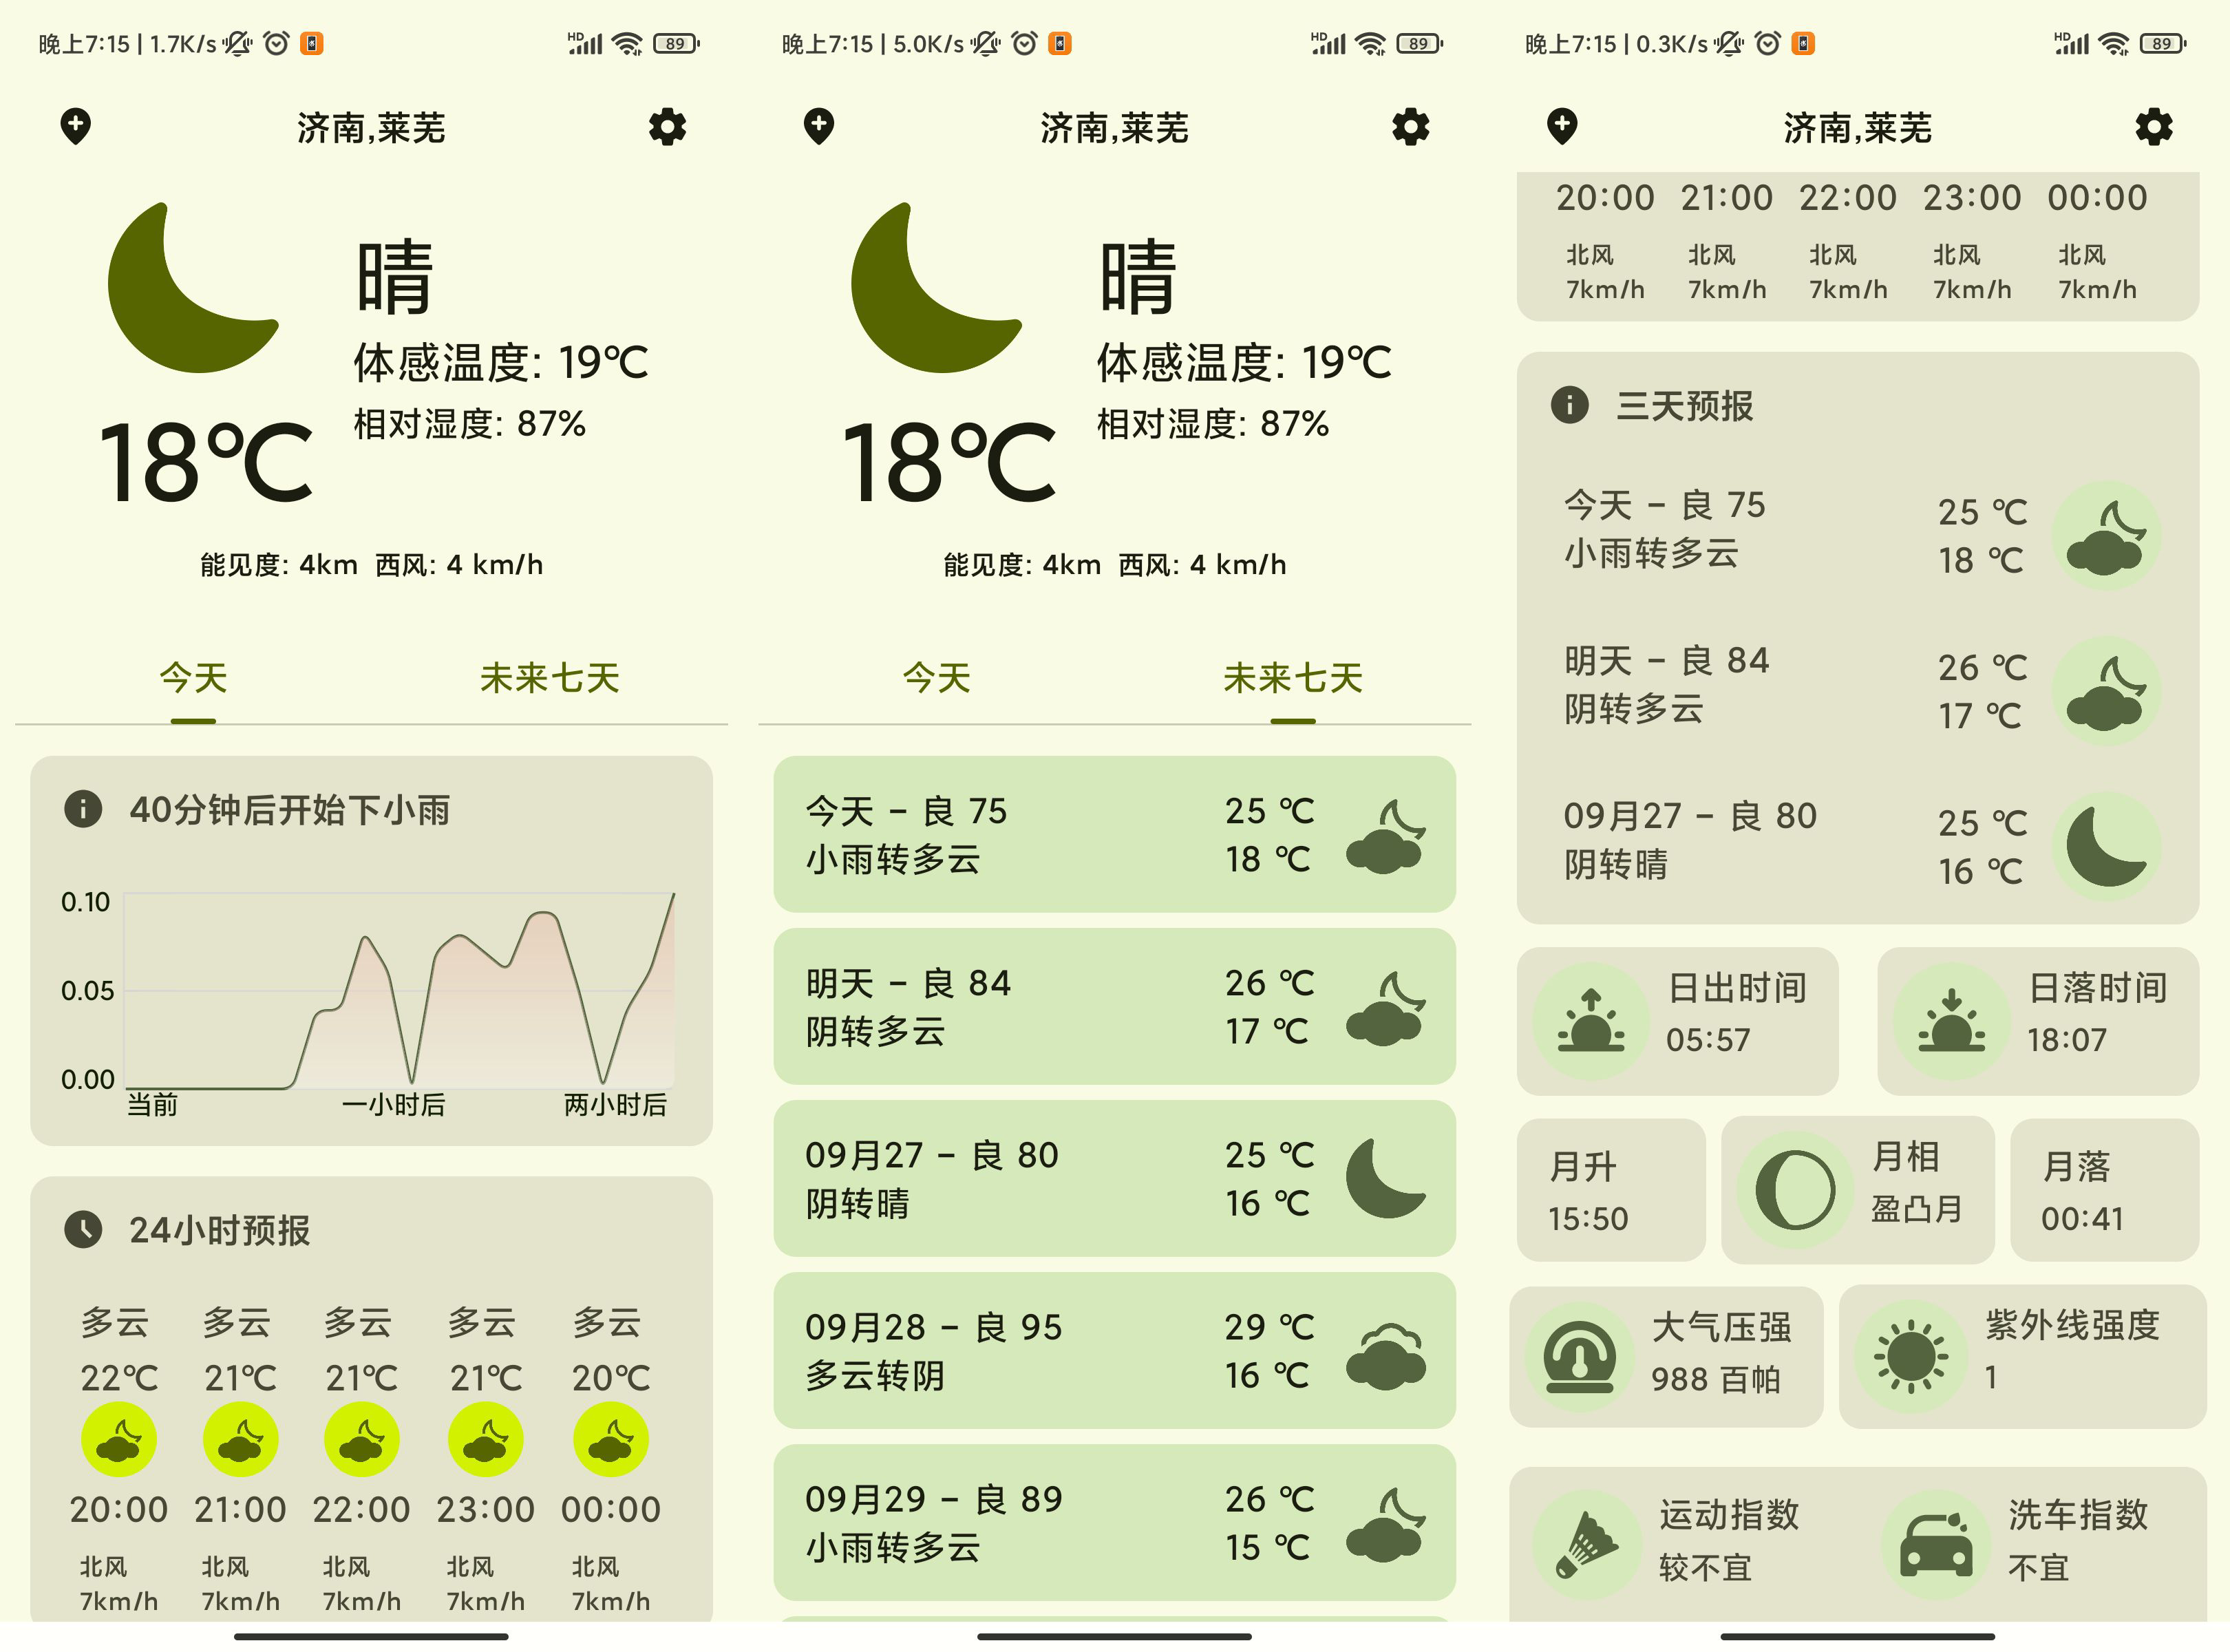 晚上7:15 | 1.7K/s
HD
89
济南,莱芜
晴
体感温度: 19℃
相对湿度: 87%
18℃
能见度: 4km 西风: 4 km/h
今天 未来七天
40分钟后开始下小雨
0.10
0.05
0.00
当前 一小时后 两小时后
24小时预报
多云 多云 多云 多云 多云
22℃ 21℃ 21℃ 21℃ 20℃
20:00 21:00 22:00 23:00 00:00
北风 北风 北风 北风 北风
7km/h 7km/h 7km/h 7km/h 7km/h
晚上7:15 | 5.0K/s
HD
89
济南,莱芜
晴
体感温度: 19℃
相对湿度: 87%
18℃
能见度: 4km 西风: 4 km/h
今天 未来七天
今天 – 良 75 25 ℃
小雨转多云 18 ℃
明天 – 良 84 26 ℃
阴转多云 17 ℃
09月27 – 良 80 25 ℃
阴转晴 16 ℃
09月28 – 良 95 29 ℃
多云转阴 16 ℃
09月29 – 良 89 26 ℃
小雨转多云 15 ℃
晚上7:15 | 0.3K/s
HD
89
济南,莱芜
20:00 21:00 22:00 23:00 00:00
北风 北风 北风 北风 北风
7km/h 7km/h 7km/h 7km/h 7km/h
三天预报
今天 – 良 75 25 ℃
小雨转多云 18 ℃
明天 – 良 84 26 ℃
阴转多云 17 ℃
09月27 – 良 80 25 ℃
阴转晴 16 ℃
日出时间 日落时间
05:57 18:07
月升 月相 月落
15:50 盈凸月 00:41
大气压强 紫外线强度
988 百帕 1
运动指数 洗车指数
较不宜 不宜